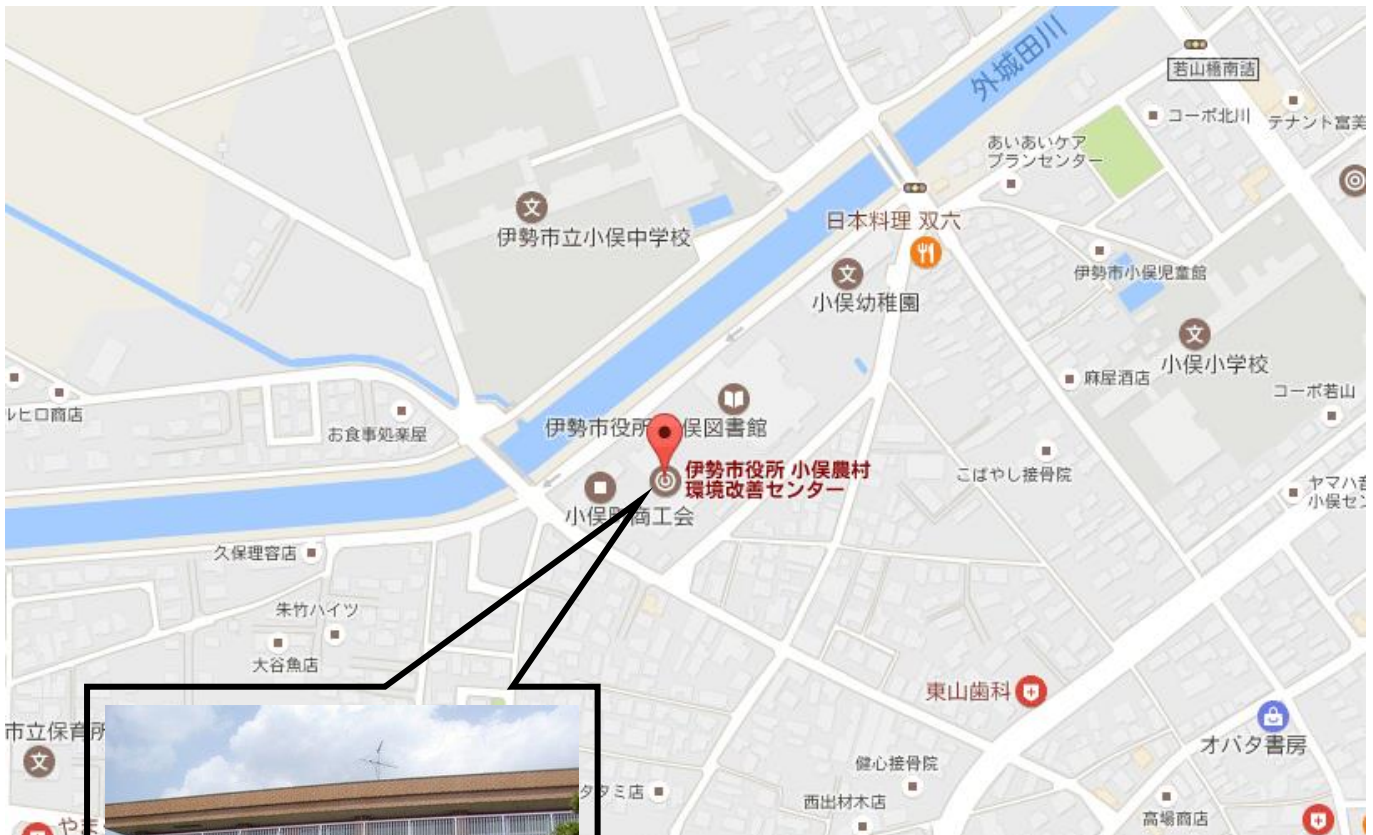 外城田川
若山橋南詰
コーポ北川
テナント富美
あいあいケア
プランセンター
伊勢市立小俣中学校
日本料理 双六
小俣幼稚園
伊勢市小俣児童館
小俣小学校
麻屋酒店
コーポ若山
ルヒロ商店
お食事処楽屋
伊勢市役所
俣図書館
伊勢市役所 小俣農村
環境改善センター
こばやし接骨院
ヤマハ音
小俣セン
小俣町商工会
久保理容店
朱竹ハイツ
大谷魚店
東山歯科
市立保育所
オバタ書房
健心接骨院
タタミ店
西出材木店
高場商店
やま